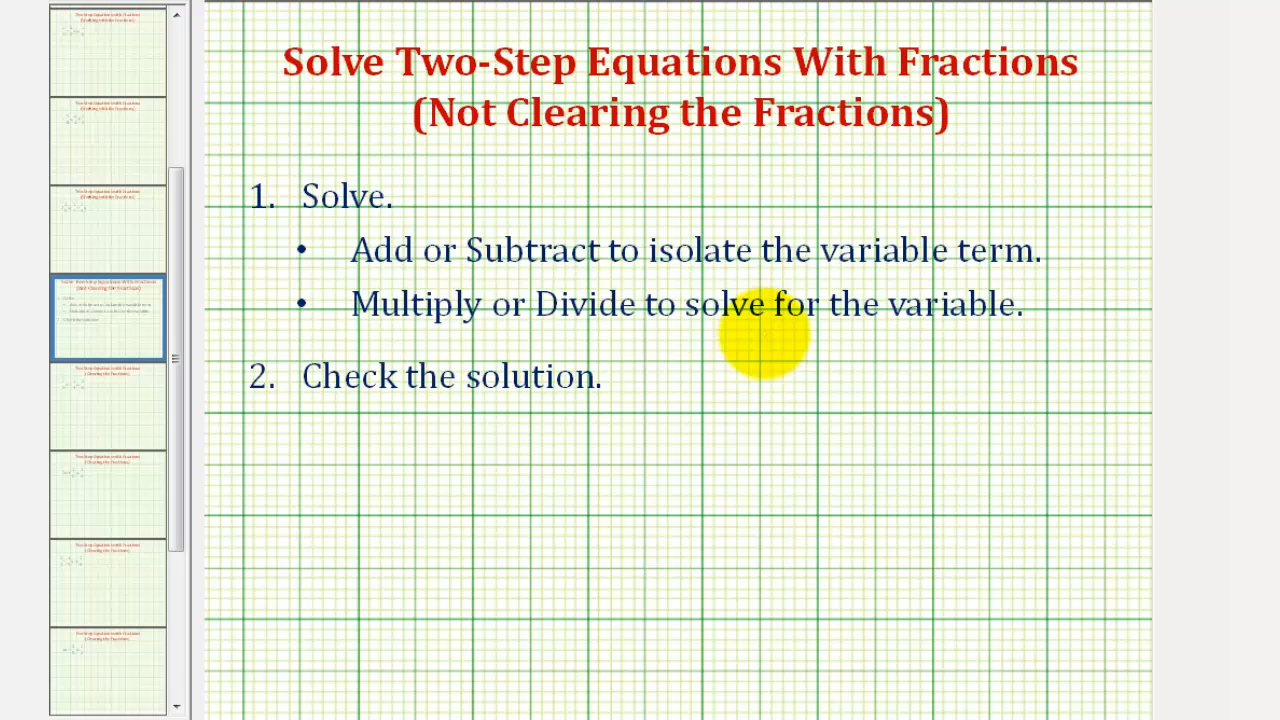 Solve Two-Step Equations With Fractions
(Not Clearing the Fractions)
1. Solve.
• Add or Subtract to isolate the variable term.
• Multiply or Divide to solve for the variable.
2. Check the solution.